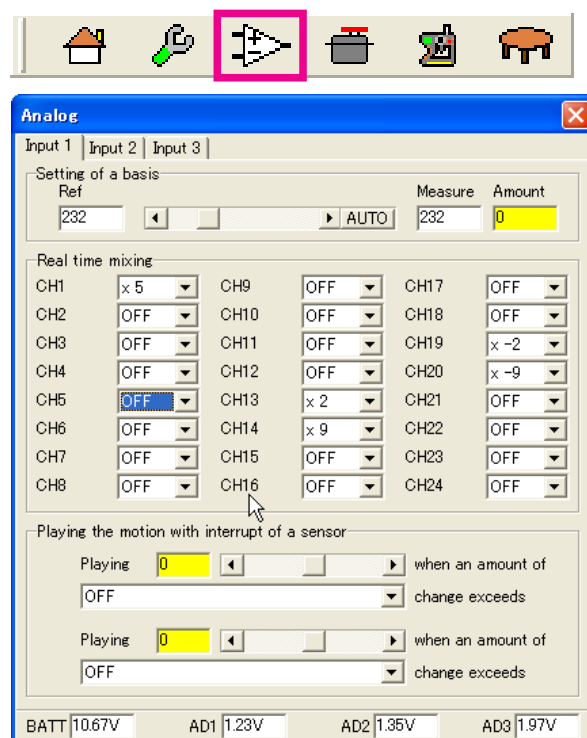 Analog
Input 1 Input 2 Input 3
Setting of a basis
Ref Measure Amount
232 AUTO 232 0
Real time mixing
CH1 x 5 CH9 OFF CH17 OFF
CH2 OFF CH10 OFF CH18 OFF
CH3 OFF CH11 OFF CH19 x -2
CH4 OFF CH12 OFF CH20 x -9
CH5 OFF CH13 x 2 CH21 OFF
CH6 OFF CH14 x 9 CH22 OFF
CH7 OFF CH15 OFF CH23 OFF
CH8 OFF CH16 OFF CH24 OFF
Playing the motion with interrupt of a sensor
Playing 0 when an amount of
OFF change exceeds
Playing 0 when an amount of
OFF change exceeds
BATT 10.67V AD1 1.23V AD2 1.35V AD3 1.97V